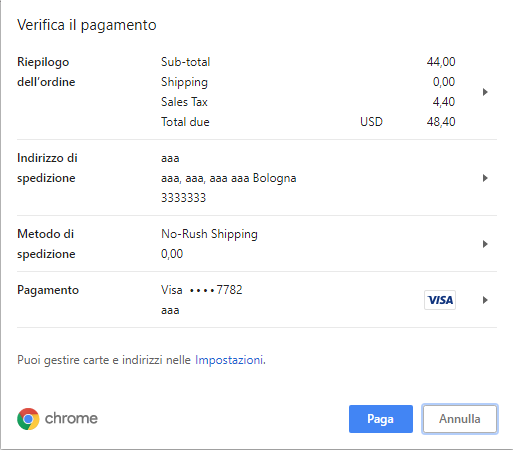 Verifica il pagamento
Riepilogo dell'ordine
Sub-total 44,00
Shipping 0,00
Sales Tax 4,40
Total due USD 48,40
Indirizzo di spedizione
aaa
aaa, aaa, aaa aaa Bologna
3333333
Metodo di spedizione
No-Rush Shipping
0,00
Pagamento
Visa ••••7782
VISA
aaa
Puoi gestire carte e indirizzi nelle Impostazioni.
chrome
Paga
Annulla